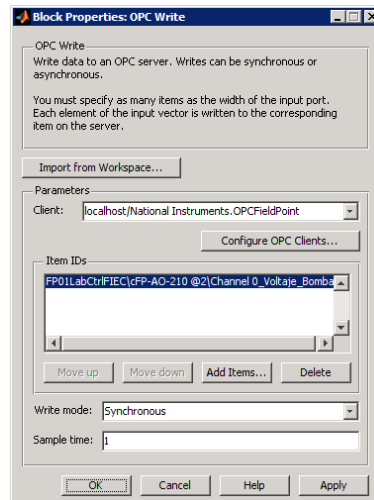 Block Properties: OPC Write
OPC Write
Write data to an OPC server. Writes can be synchronous or
asynchronous.
You must specify as many items as the width of the input port.
Each element of the input vector is written to the corresponding
item on the server.
Import from Workspace...
Parameters
Client: localhost/National Instruments.OPCFieldPoint
Configure OPC Clients...
Item IDs
FP01LabCtrlFIEC\cFP-AO-210 @2\Channel 0_Voltaje_Bomba
Move up Move down Add Items... Delete
Write mode: Synchronous
Sample time: 1
OK Cancel Help Apply